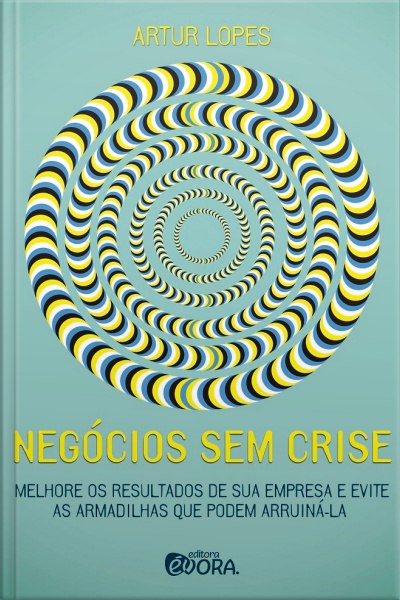 ARTUR LOPES
NEGÓCIOS SEM CRISE
MELHORE OS RESULTADOS DE SUA EMPRESA E EVITE
AS ARMADILHAS QUE PODEM ARRUINÁ-LA
editora
évORA.